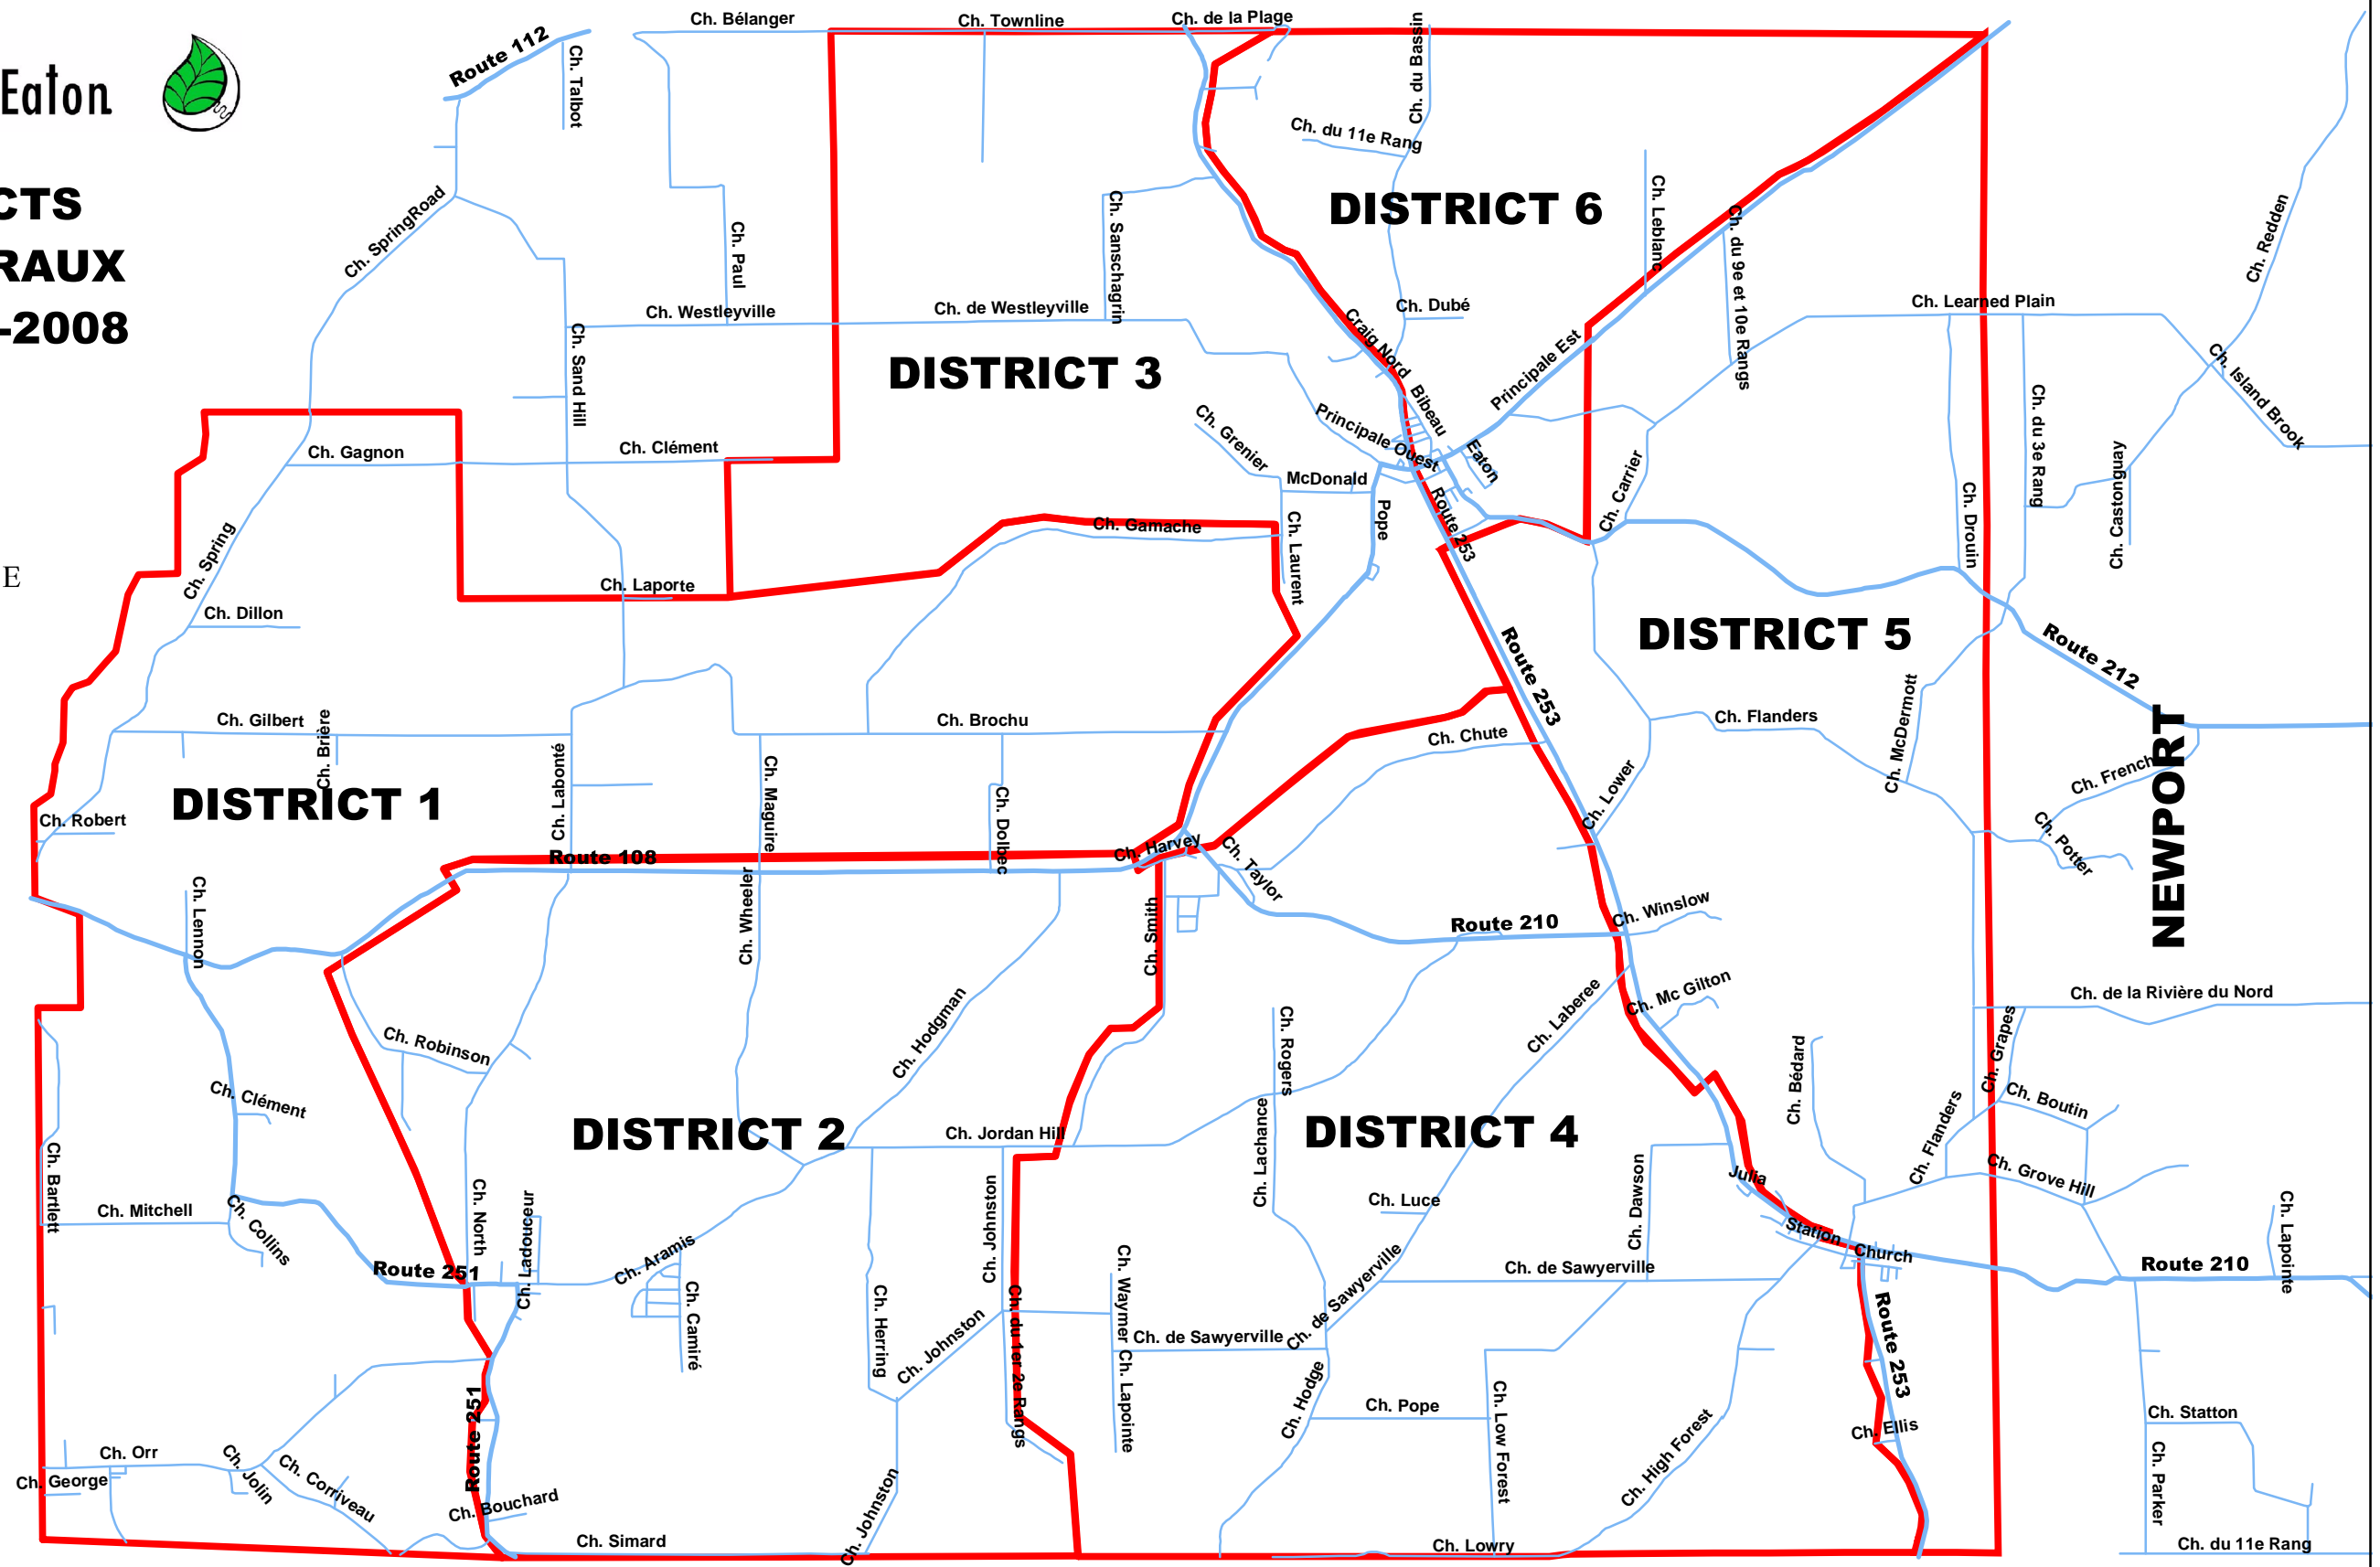 Eaton
CTS
RAUX
-2008
E
Route 112
Ch. Talbot
Ch. Bélanger
Ch. Townline
Ch. de la Plage
Ch. du Bassin
Ch. du 11e Rang
DISTRICT 6
Ch. Leblanc
Ch. du 9e et 10e Rangs
Ch. Redden
Ch. SpringRoad
Ch. Paul
Ch. Sanschagrin
Ch. Westleyville
Ch. de Westleyville
Ch. Dubé
Ch. Learned Plain
Ch. Sand Hill
DISTRICT 3
Craig Nord
Bibeau
Principale Est
Ch. Island Brook
Ch. Grenier
Principale Ouest
Eaton
Ch. du 3e Rang
Ch. Gagnon
Ch. Clément
McDonald
Pope
Route 253
Ch. Carrier
Ch. Drouin
Ch. Castonguay
Ch. Spring
Ch. Gamache
Ch. Laurent
Ch. Laporte
Ch. Dillon
DISTRICT 5
Route 253
Route 212
Ch. Gilbert
Ch. Brière
Ch. Brochu
Ch. Chute
Ch. Flanders
Ch. McDermott
NEWPORT
Ch. French
DISTRICT 1
Ch. Labonté
Ch. Maguire
Ch. Dolbec
Ch. Lower
Ch. Robert
Ch. Potter
Route 108
Ch. Harvey
Ch. Taylor
Ch. Lennon
Ch. Wheeler
Ch. Smith
Route 210
Ch. Winslow
Ch. Mc Gilton
Ch. de la Rivière du Nord
Ch. Robinson
Ch. Hodgman
Ch. Rogers
Ch. Laberee
Ch. Bédard
Ch. Grapes
Ch. Clément
Ch. Boutin
DISTRICT 2
Ch. Jordan Hill
Ch. Lachance
DISTRICT 4
Ch. Flanders
Ch. Bartlett
Ch. Mitchell
Ch. Collins
Ch. North
Ch. Ladouceur
Ch. Johnston
Ch. Luce
Ch. Dawson
Julia
Ch. Grove Hill
Ch. Lapointe
Station
Church
Route 251
Ch. Aramis
Ch. Camiré
Ch. Herring
Ch. Johnston
Ch. du 1er 2e Rangs
Ch. Waymer
Ch. de Sawyerville
Ch. de Sawyerville
Ch. de Sawyerville
Route 210
Route 253
Ch. Lapointe
Ch. Hodge
Ch. Pope
Ch. Low Forest
Ch. High Forest
Ch. Ellis
Ch. Statton
Route 251
Ch. Orr
Ch. George
Ch. Jolin
Ch. Corriveau
Ch. Bouchard
Ch. Johnston
Ch. Parker
Ch. Simard
Ch. Lowry
Ch. du 11e Rang